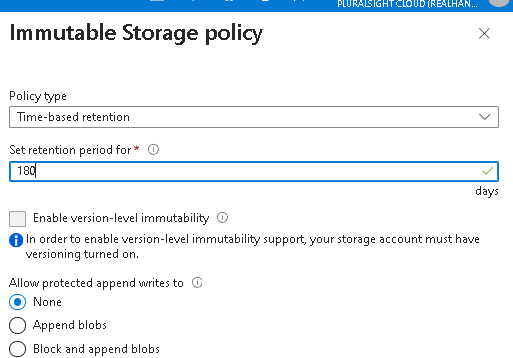 PLURALSIGHT CLOUD (REALHAN...
Immutable Storage policy
Policy type
Time-based retention
Set retention period for *
180
days
Enable version-level immutability
In order to enable version-level immutability support, your storage account must have
versioning turned on.
Allow protected append writes to
None
Append blobs
Block and append blobs